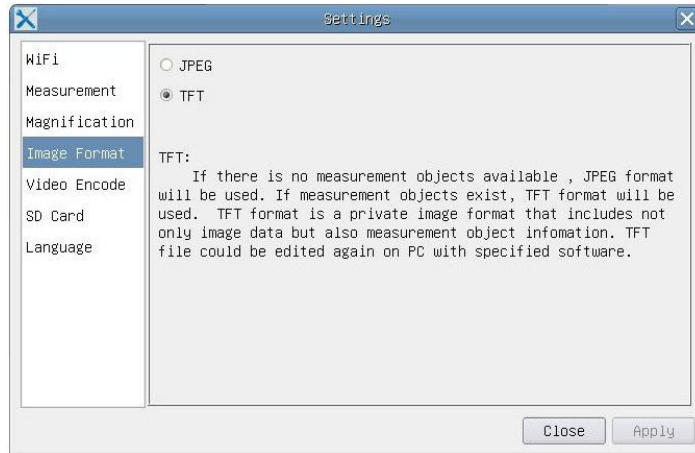 Settings
WiFi
Measurement
Magnification
Image Format
Video Encode
SD Card
Language
JPEG
TFT
TFT:
If there is no measurement objects available , JPEG format
will be used. If measurement objects exist, TFT format will be
used. TFT format is a private image format that includes not
only image data but also measurement object infomation. TFT
file could be edited again on PC with specified software.
Close
Apply